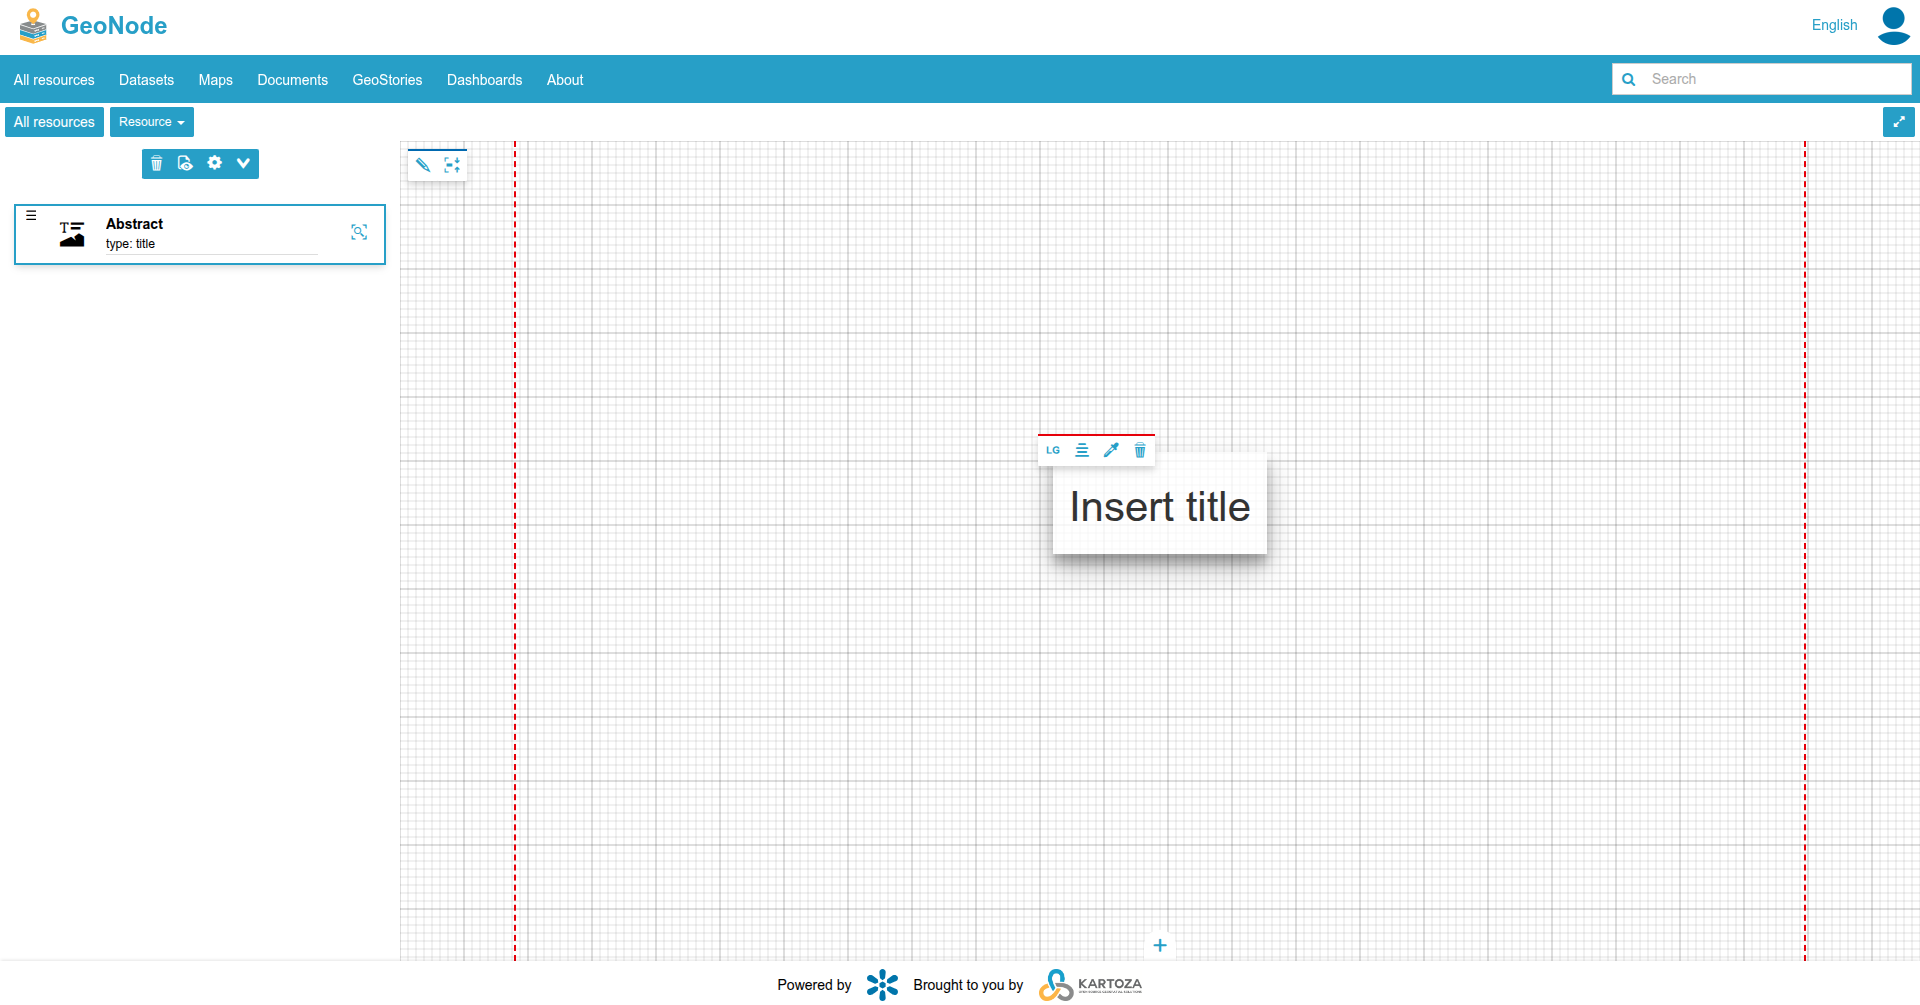 GeoNode
English
All resources Datasets Maps Documents GeoStories Dashboards About
Search
All resources Resource
Abstract
type: title
LG
Insert title
Powered by
Brought to you by
KARTOZA